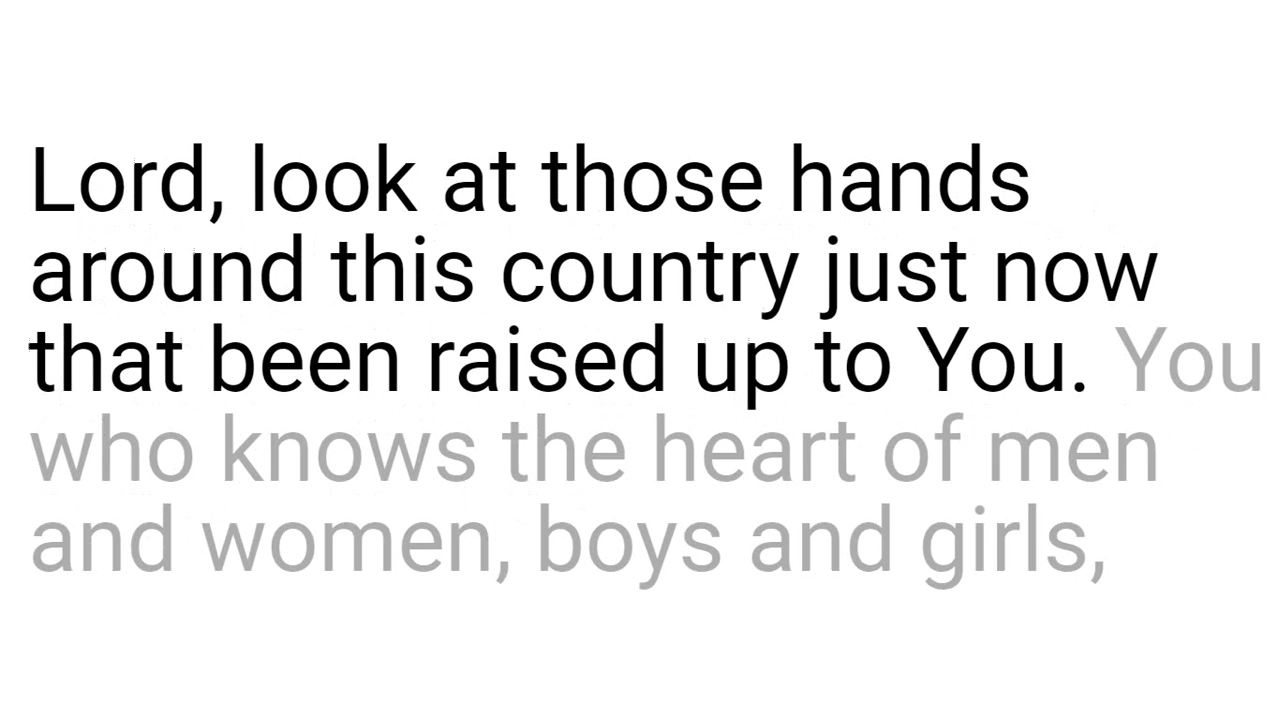 Lord, look at those hands
around this country just now
that been raised up to You. You
who knows the heart of men
and women, boys and girls,